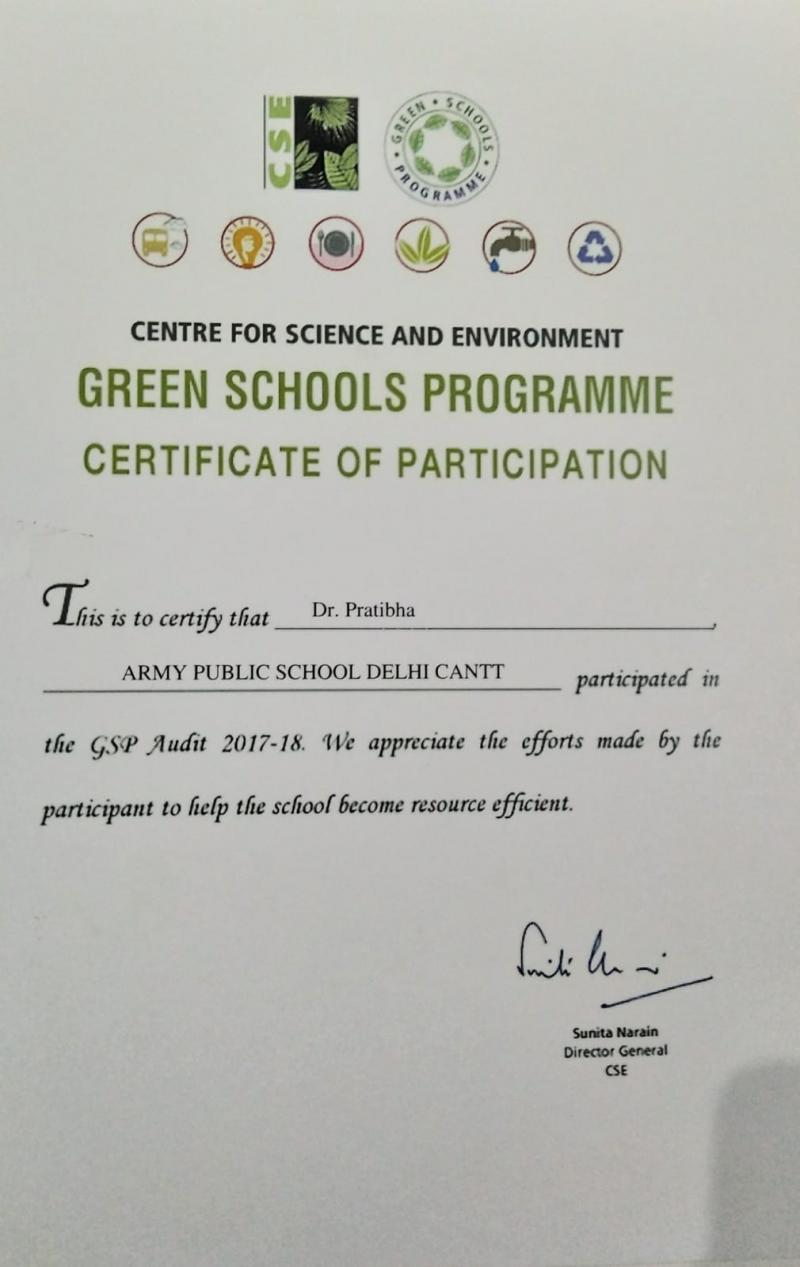 CSE
GREEN • SCHOOLS • PROGRAMME •
CENTRE FOR SCIENCE AND ENVIRONMENT
GREEN SCHOOLS PROGRAMME
CERTIFICATE OF PARTICIPATION
This is to certify that Dr. Pratibha,
ARMY PUBLIC SCHOOL DELHI CANTT participated in
the GSP Audit 2017-18. We appreciate the efforts made by the
participant to help the school become resource efficient.
Sunita Narain
Director General
CSE